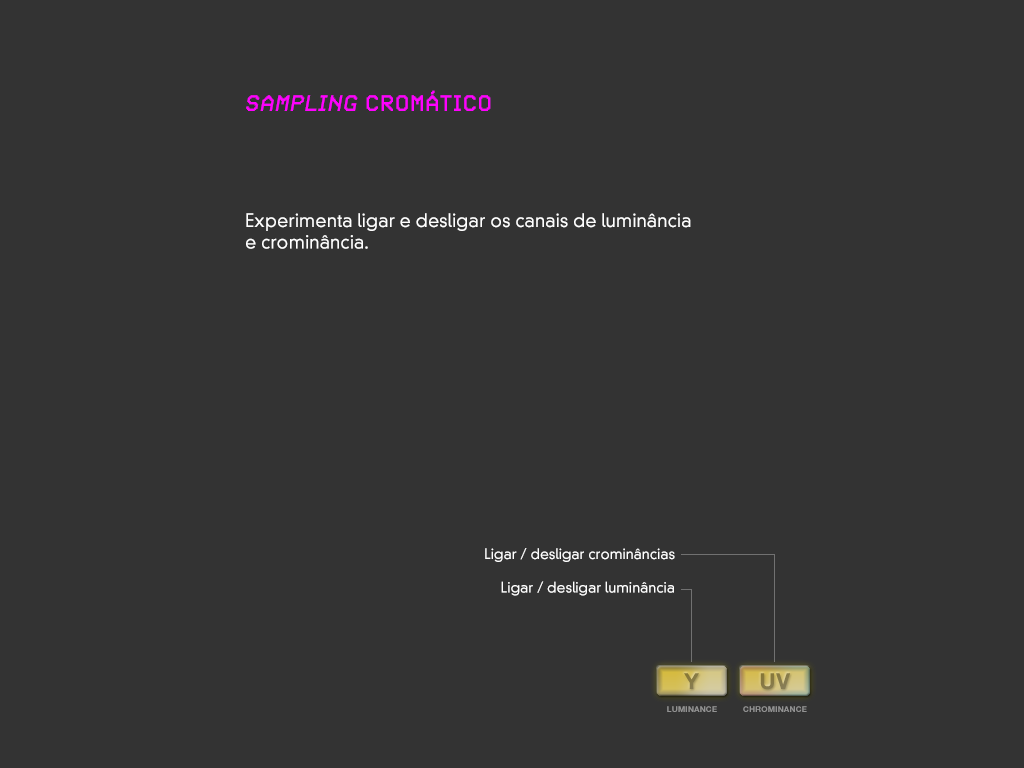 SAMPLING CROMÁTICO
Experimenta ligar e desligar os canais de luminância
e crominância.
Ligar / desligar crominâncias
Ligar / desligar luminância
Y UV
LUMINANCE CHROMINANCE